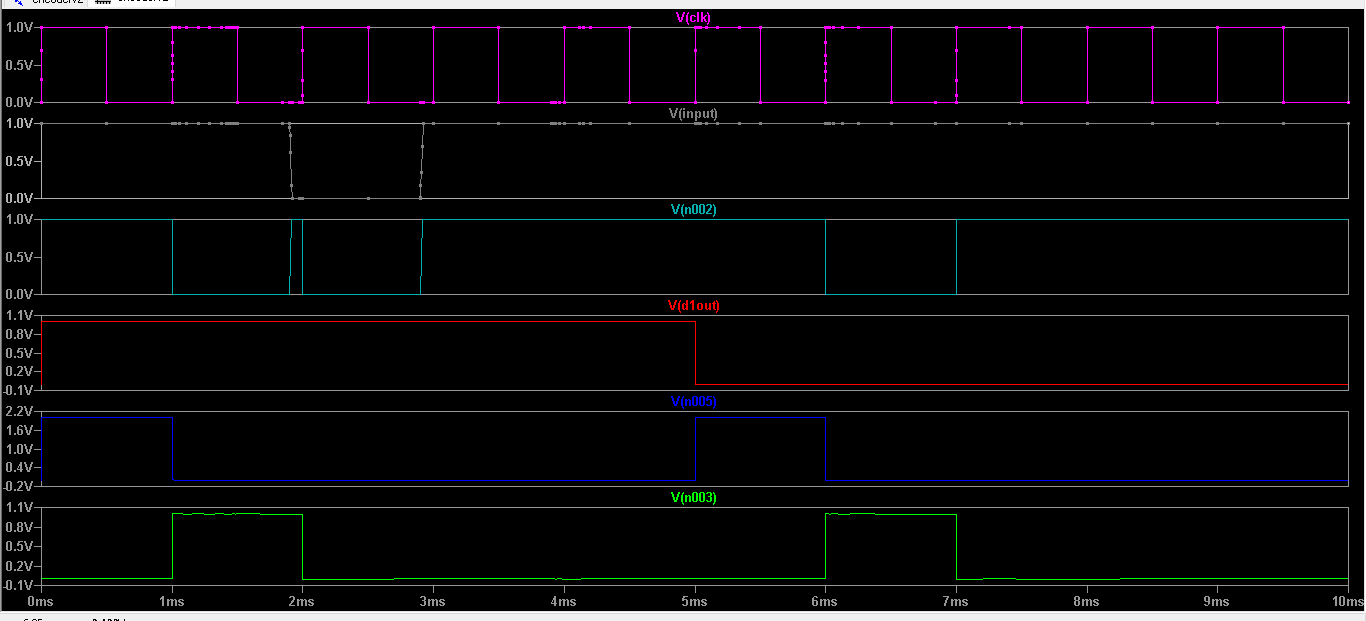 V(clk)
1.0V
0.5V
0.0V
V(input)
1.0V
0.5V
0.0V
V(n002)
1.0V
0.5V
0.0V
V(d1out)
1.1V
0.8V
0.5V
0.2V
-0.1V
V(n005)
2.2V
1.6V
1.0V
0.4V
-0.2V
V(n003)
1.1V
0.8V
0.5V
0.2V
-0.1V
0ms 1ms 2ms 3ms 4ms 5ms 6ms 7ms 8ms 9ms 10ms